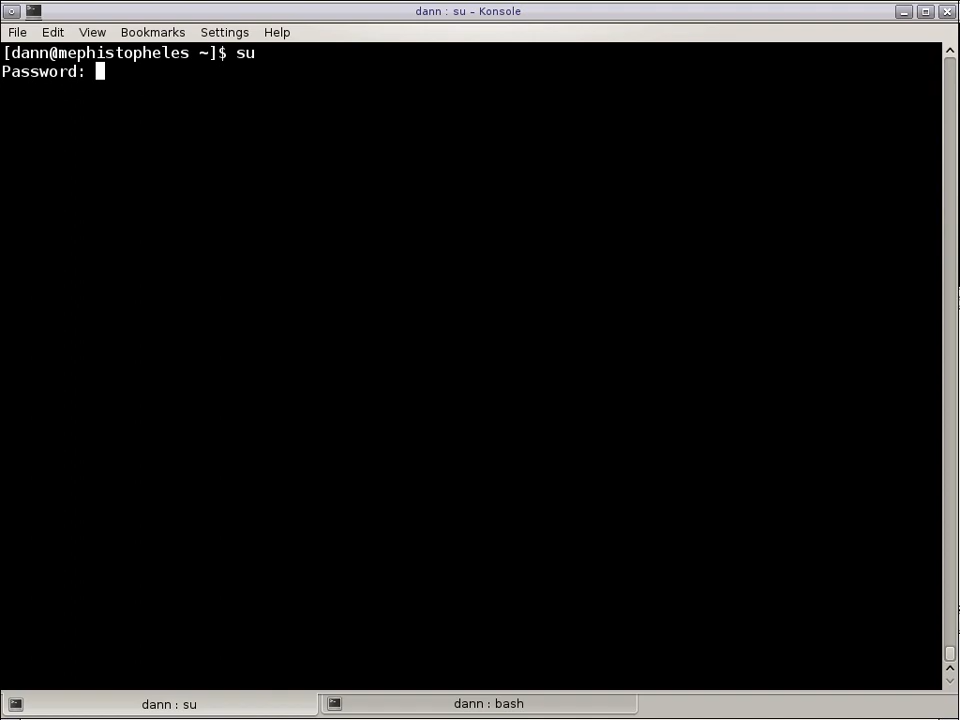 dann : su – Konsole
File Edit View Bookmarks Settings Help
[dann@mephistopheles ~]$ su
Password:
dann : su dann : bash